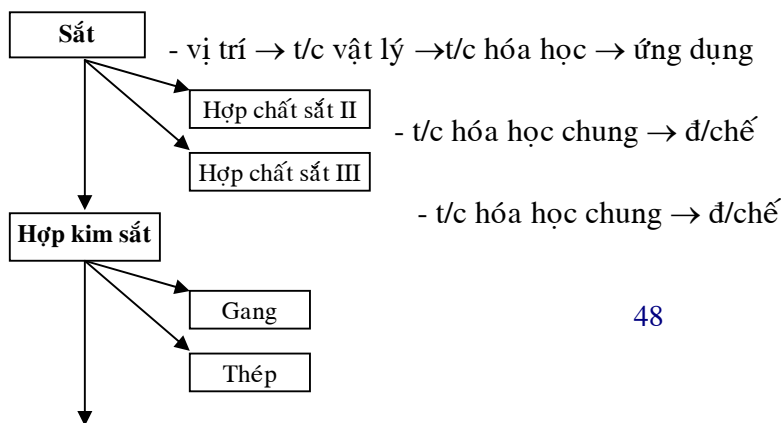 Sắt
- vị trí → t/c vật lý →t/c hóa học → ứng dụng
Hợp chất sắt II
- t/c hóa học chung → đ/chế
Hợp chất sắt III
- t/c hóa học chung → đ/chế
Hợp kim sắt
Gang
48
Thép